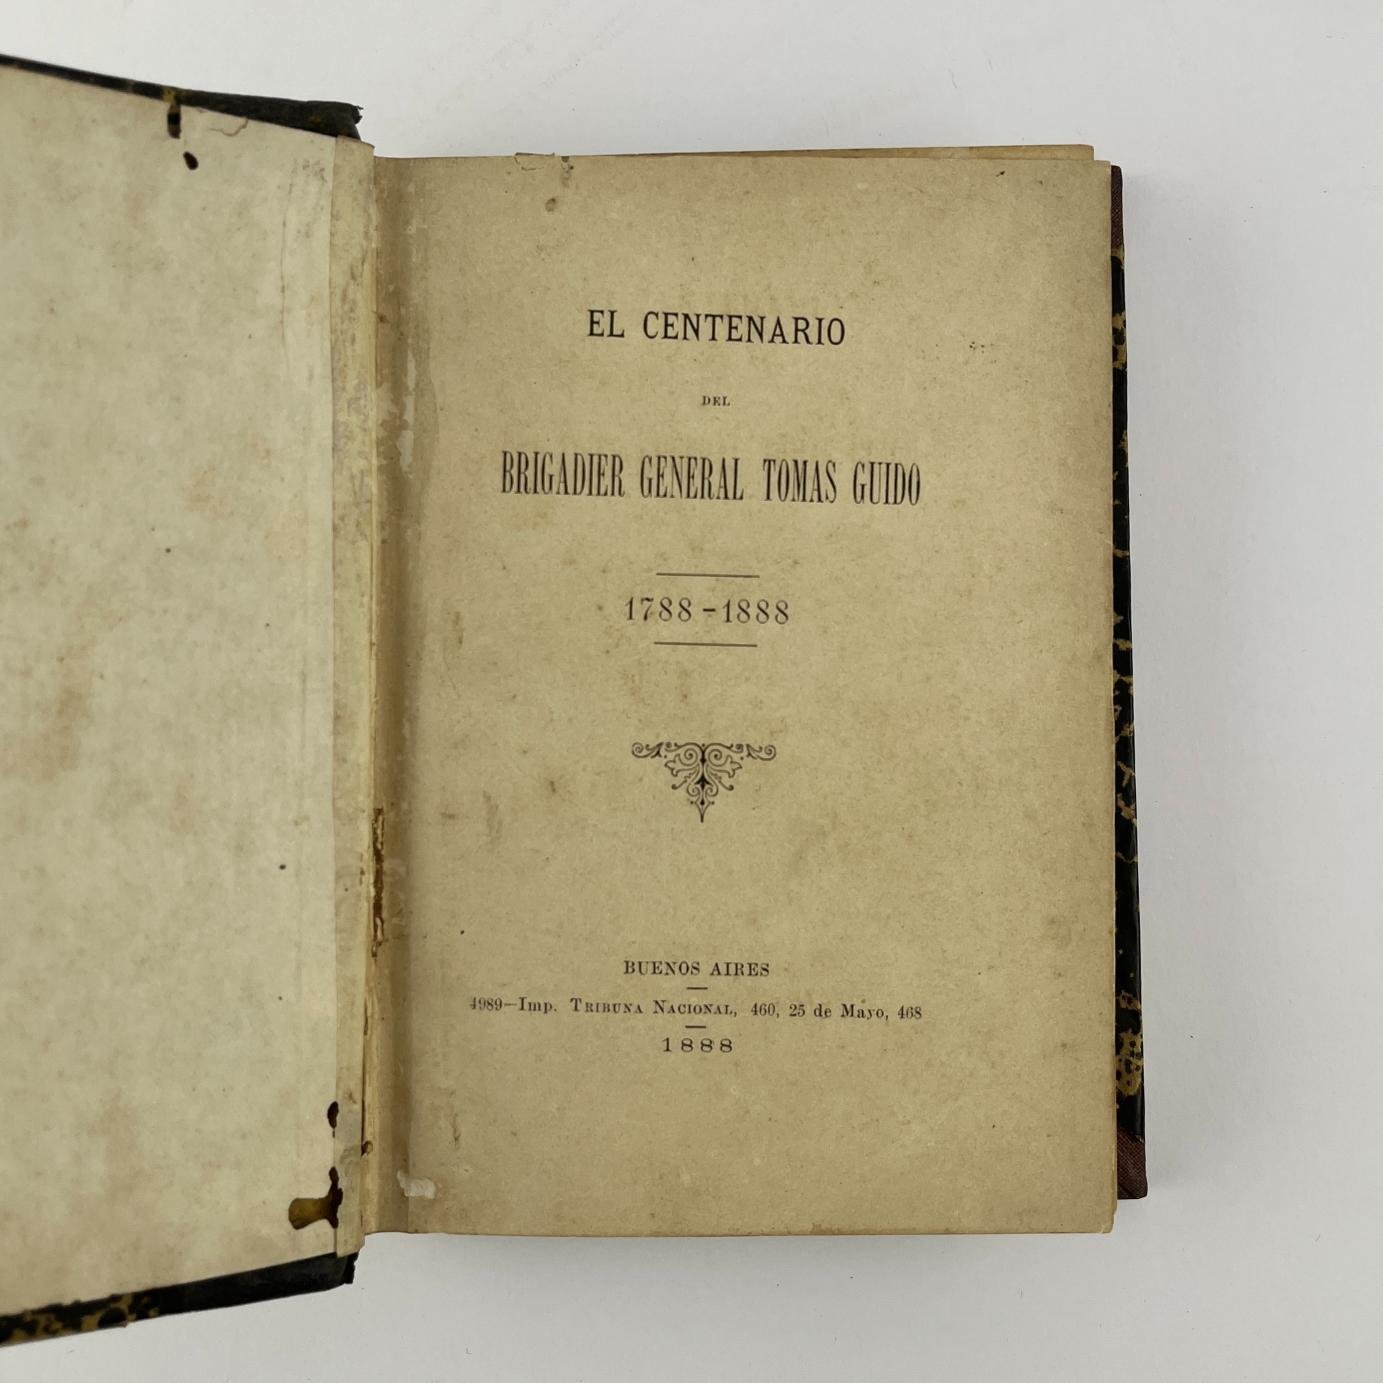 EL CENTENARIO
DEL
BRIGADIER GENERAL TOMAS GUIDO
1788-1888
BUENOS AIRES
4989—Imp. TRIBUNA NACIONAL, 460, 25 de Mayo, 468
1888